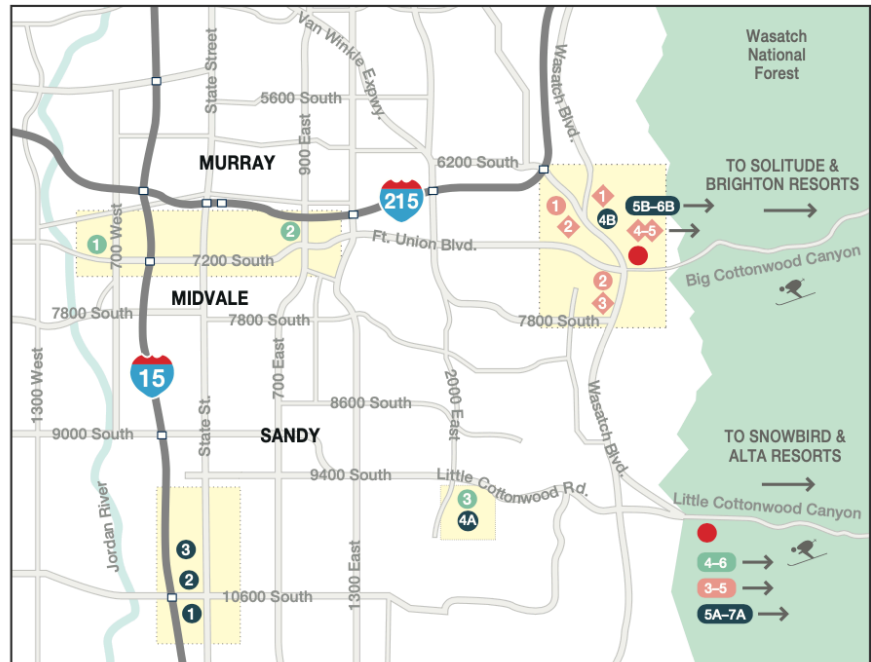 Van Winkle Expwy.
State Street
Wasatch Blvd.
Wasatch
National
Forest
5600 South
900 East
MURRAY
6200 South
TO SOLITUDE &
BRIGHTON RESORTS
215
1
1
5B–6B
4B
2
4–5
700 West
1
2
Ft. Union Blvd.
7200 South
Big Cottonwood Canyon
2
3
MIDVALE
7800 South
7800 South
7800 South
15
1300 West
700 East
2000 East
Wasatch Blvd.
8600 South
State St.
9000 South
SANDY
TO SNOWBIRD &
ALTA RESORTS
9400 South
Little Cottonwood Rd.
Little Cottonwood Canyon
Jordan River
3
4A
1300 East
3
2
1
10600 South
4–6
3–5
5A–7A